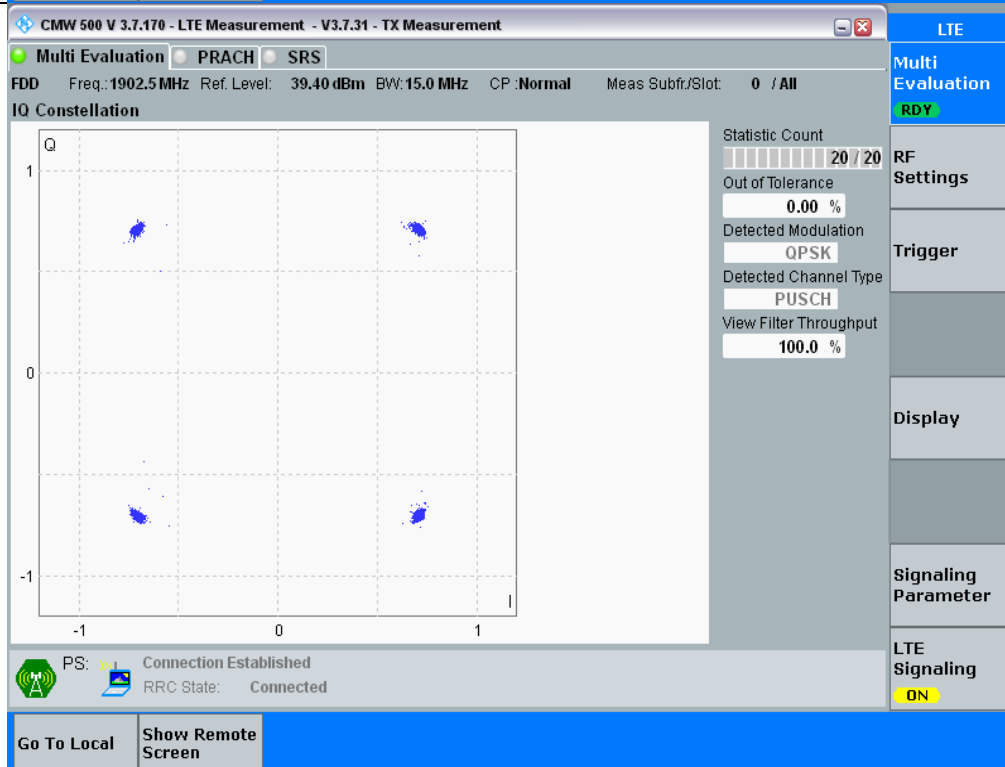 CMW 500 V 3.7.170 - LTE Measurement - V3.7.31 - TX Measurement
LTE
Multi Evaluation PRACH SRS
FDD Freq.:1902.5 MHz Ref. Level: 39.40 dBm BW:15.0 MHz CP :Normal Meas Subfr./Slot: 0 / All
IQ Constellation
Q
1
0
-1
I
-1 0 1
Statistic Count
20 / 20
Out of Tolerance
0.00 %
Detected Modulation
QPSK
Detected Channel Type
PUSCH
View Filter Throughput
100.0 %
Multi
Evaluation
RDY
RF
Settings
Trigger
Display
Signaling
Parameter
LTE
Signaling
ON
PS: Connection Established
RRC State: Connected
Go To Local
Show Remote
Screen